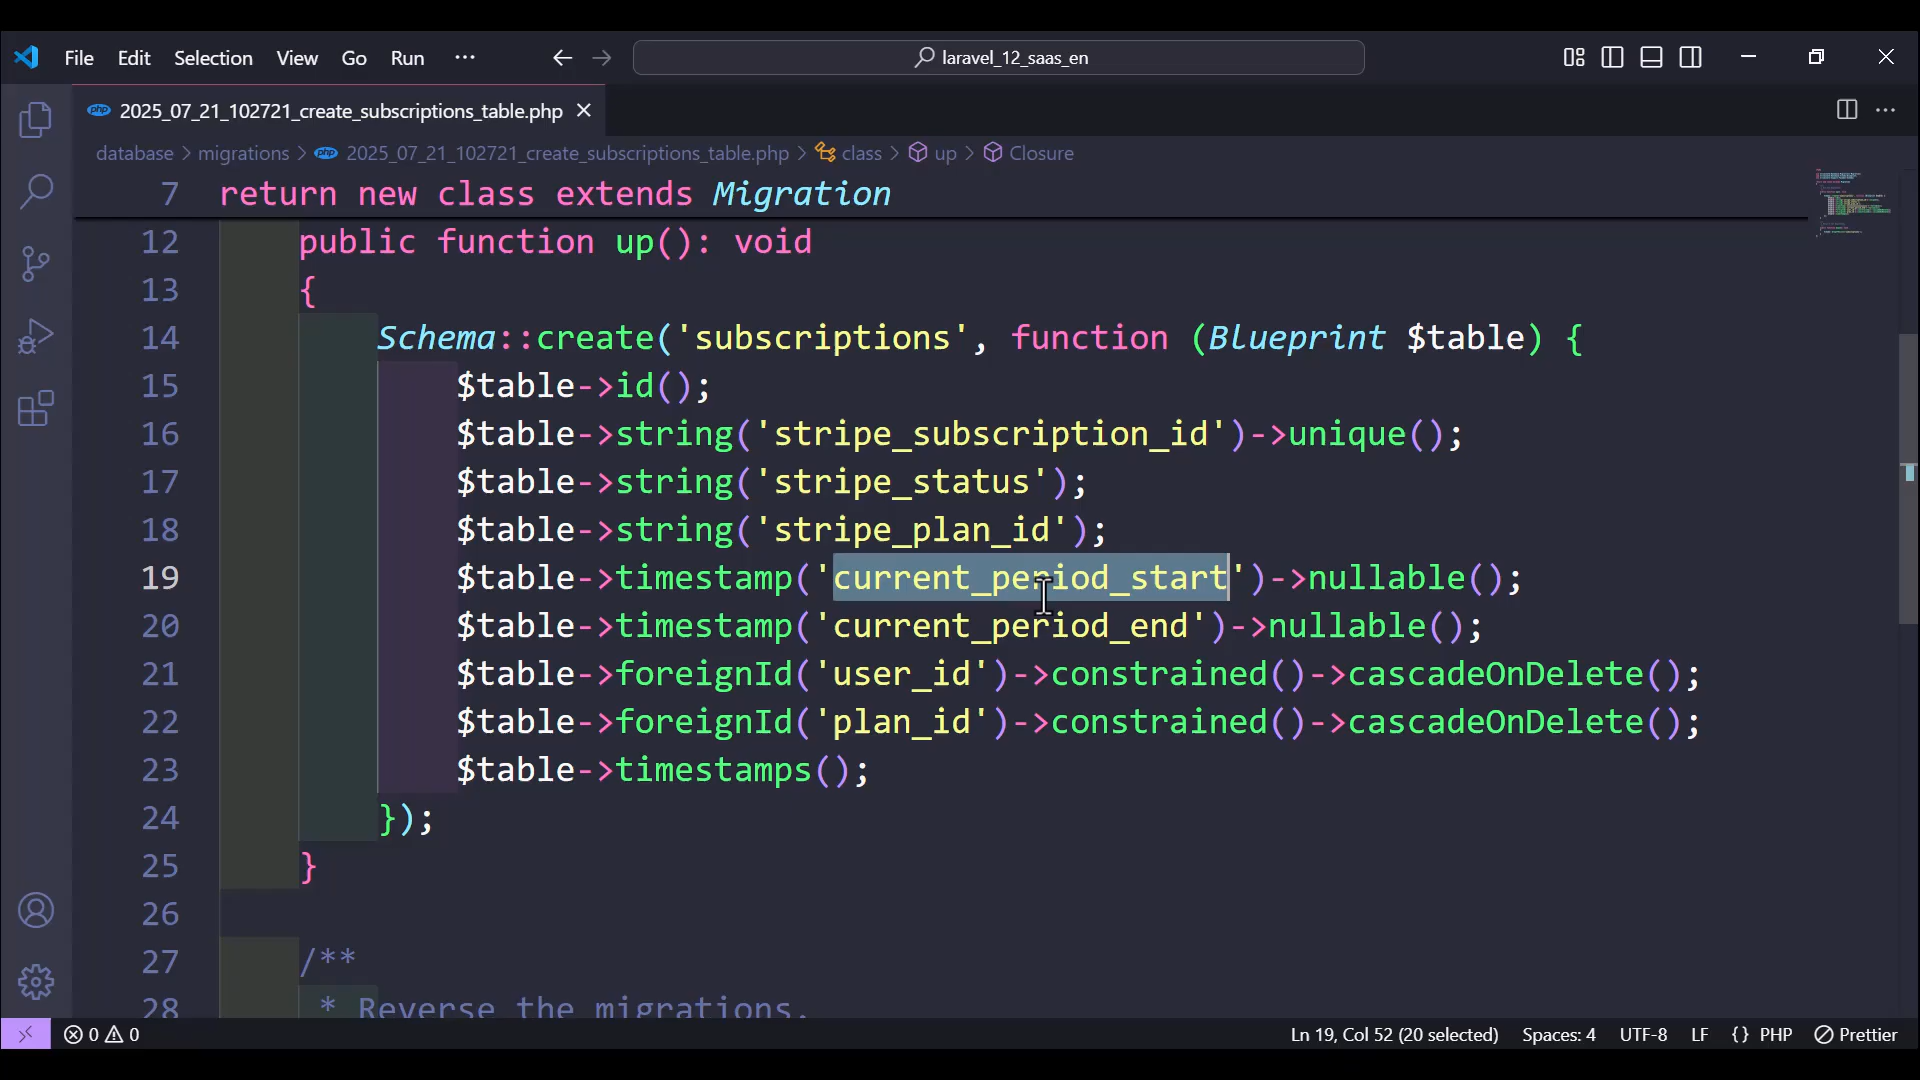 File Edit Selection View Go Run ··· laravel_12_saas_en
php 2025_07_21_102721_create_subscriptions_table.php
database > migrations > php 2025_07_21_102721_create_subscriptions_table.php > class > up > Closure
7 return new class extends Migration
12 public function up(): void
13 {
14 Schema::create('subscriptions', function (Blueprint $table) {
15 $table->id();
16 $table->string('stripe_subscription_id')->unique();
17 $table->string('stripe_status');
18 $table->string('stripe_plan_id');
19 $table->timestamp('current_period_start')->nullable();
20 $table->timestamp('current_period_end')->nullable();
21 $table->foreignId('user_id')->constrained()->cascadeOnDelete();
22 $table->foreignId('plan_id')->constrained()->cascadeOnDelete();
23 $table->timestamps();
24 });
25 }
26
27 /**
28 * Reverse the migrations.
0 0 Ln 19, Col 52 (20 selected) Spaces: 4 UTF-8 LF {} PHP Prettier